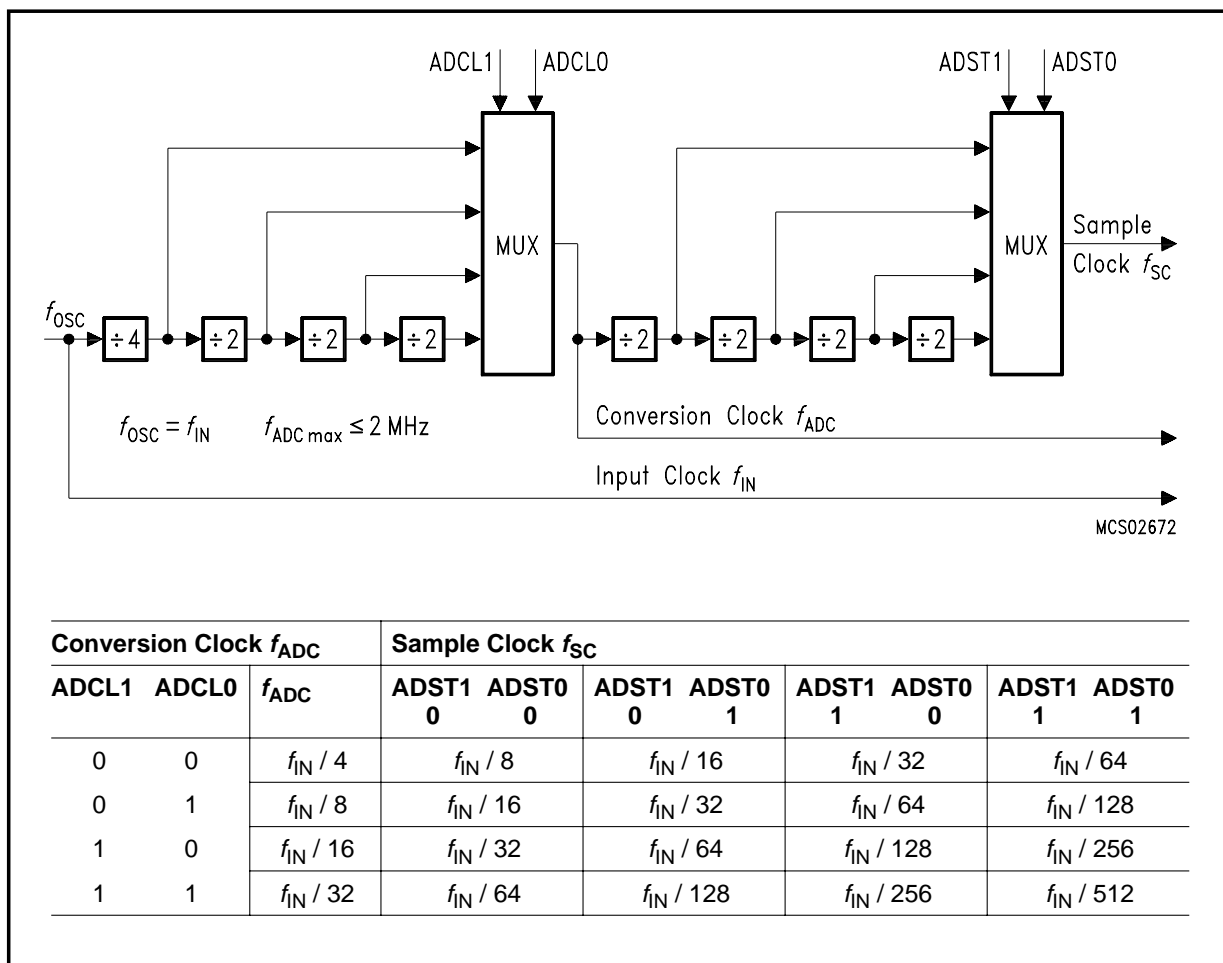 ADCL1 ADCL0 ADST1 ADST0
MUX MUX
Sample
Clock fSC
fOSC
÷4 ÷2 ÷2 ÷2 ÷2 ÷2 ÷2 ÷2
fOSC = fIN fADC max ≤ 2 MHz
Conversion Clock fADC
Input Clock fIN
MCS02672
Conversion Clock fADC Sample Clock fSC
ADCL1 ADCL0 fADC ADST1 ADST0 ADST1 ADST0 ADST1 ADST0 ADST1 ADST0
0 0 0 1 1 0 1 1
0 0 fIN / 4 fIN / 8 fIN / 16 fIN / 32 fIN / 64
0 1 fIN / 8 fIN / 16 fIN / 32 fIN / 64 fIN / 128
1 0 fIN / 16 fIN / 32 fIN / 64 fIN / 128 fIN / 256
1 1 fIN / 32 fIN / 64 fIN / 128 fIN / 256 fIN / 512